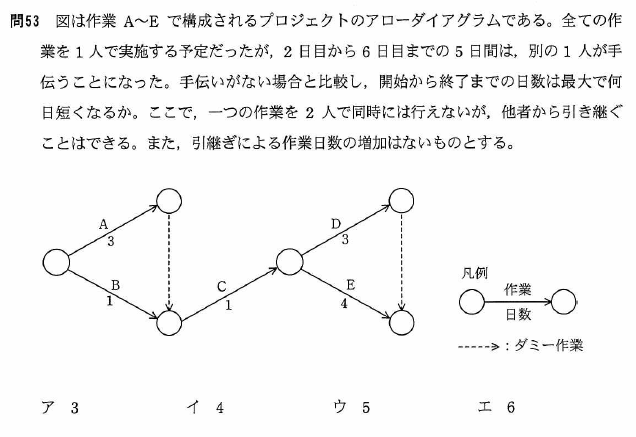 問53 図は作業 A～E で構成されるプロジェクトのアローダイアグラムである。全ての作
業を 1 人で実施する予定だったが，2 日目から 6 日目までの 5 日間は，別の 1 人が手
伝うことになった。手伝いがない場合と比較し，開始から終了までの日数は最大で何
日短くなるか。ここで，一つの作業を 2 人で同時には行えないが，他者から引き継ぐ
ことはできる。また，引継ぎによる作業日数の増加はないものとする。
A
3
B
1
C
1
D
3
E
4
凡例
作業
日数
：ダミー作業
ア 3 イ 4 ウ 5 エ 6